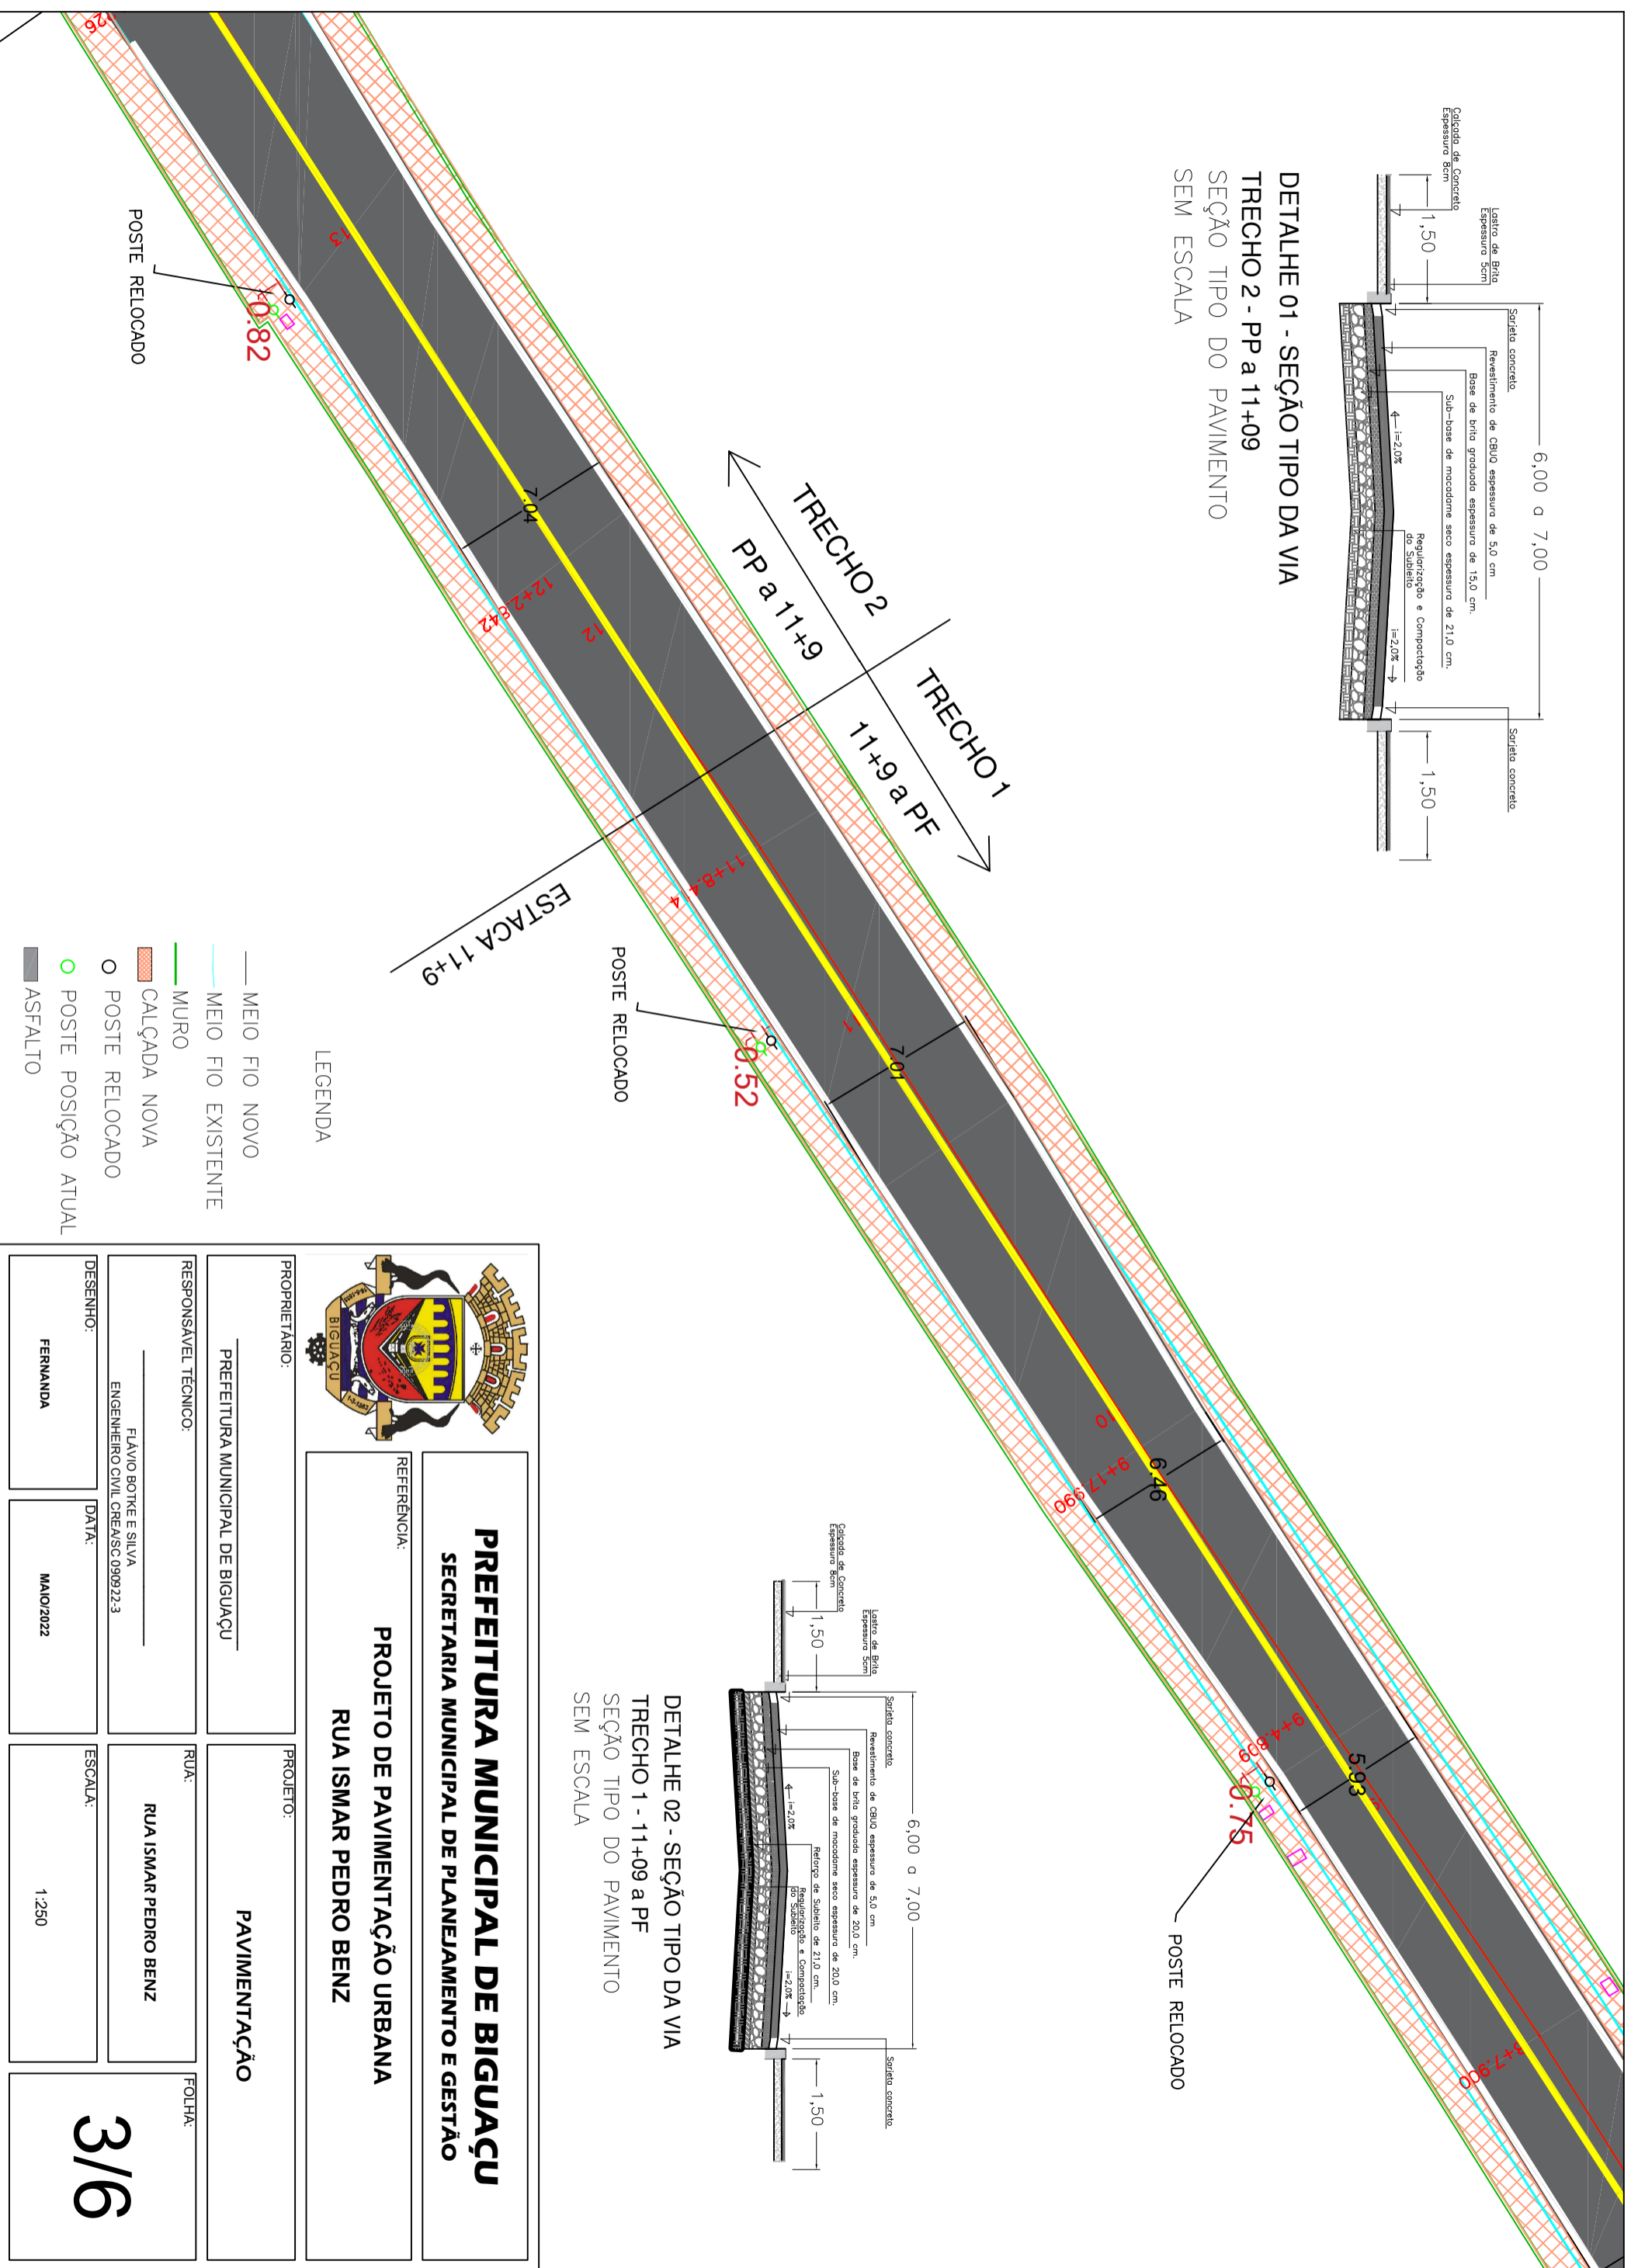 Calçada de Concreto
Espessura 8cm
Lastro de Brita
Espessura 5cm
1,50
Sarjeta concreto
Revestimento de CBUQ espessura de 5,0 cm
Base de brita graduada espessura de 15,0 cm.
Sub-base de macadame seco espessura de 21,0 cm.
Regularização e Compactação
do Subleito
6,00 a 7,00
i=2,0%
i=2,0%
Sarjeta concreto
1,50
DETALHE 01 - SEÇÃO TIPO DA VIA
TRECHO 2 - PP a 11+09
SEÇÃO TIPO DO PAVIMENTO
SEM ESCALA
TRECHO 2
PP a 11+9
TRECHO 1
11+9 a PF
ESTACA 11+9
13
7.04
12+2.842
12
11+8.4
4
7.01
6.46
9+17.990
9+4.809
5.93
POSTE RELOCADO
0.82
POSTE RELOCADO
0.52
POSTE RELOCADO
0.75
Calçada de Concreto
Espessura 8cm
Lastro de Brita
Espessura 5cm
1,50
Sarjeta concreto
Revestimento de CBUQ espessura de 5,0 cm
Base de brita graduada espessura de 20,0 cm.
Sub-base de macadame seco espessura de 20,0 cm.
Reforço de Subleito de 21,0 cm.
Regularização e Compactação
do Subleito
6,00 a 7,00
i=2,0%
i=2,0%
Sarjeta concreto
1,50
DETALHE 02 - SEÇÃO TIPO DA VIA
TRECHO 1 - 11+09 a PF
SEÇÃO TIPO DO PAVIMENTO
SEM ESCALA
LEGENDA
MEIO FIO NOVO
MEIO FIO EXISTENTE
MURO
CALÇADA NOVA
POSTE RELOCADO
POSTE POSIÇÃO ATUAL
ASFALTO
BIGUAÇU
PREFEITURA MUNICIPAL DE BIGUAÇU
SECRETARIA MUNICIPAL DE PLANEJAMENTO E GESTÃO
REFERÊNCIA:
PROJETO DE PAVIMENTAÇÃO URBANA
RUA ISMAR PEDRO BENZ
PROPRIETÁRIO:
PREFEITURA MUNICIPAL DE BIGUAÇU
PROJETO:
PAVIMENTAÇÃO
RESPONSÁVEL TÉCNICO:
FLÁVIO BOTKE E SILVA
ENGENHEIRO CIVIL CREA/SC 090922-3
RUA:
RUA ISMAR PEDRO BENZ
DESENHO:
FERNANDA
DATA:
MAIO/2022
ESCALA:
1:250
FOLHA:
3/6